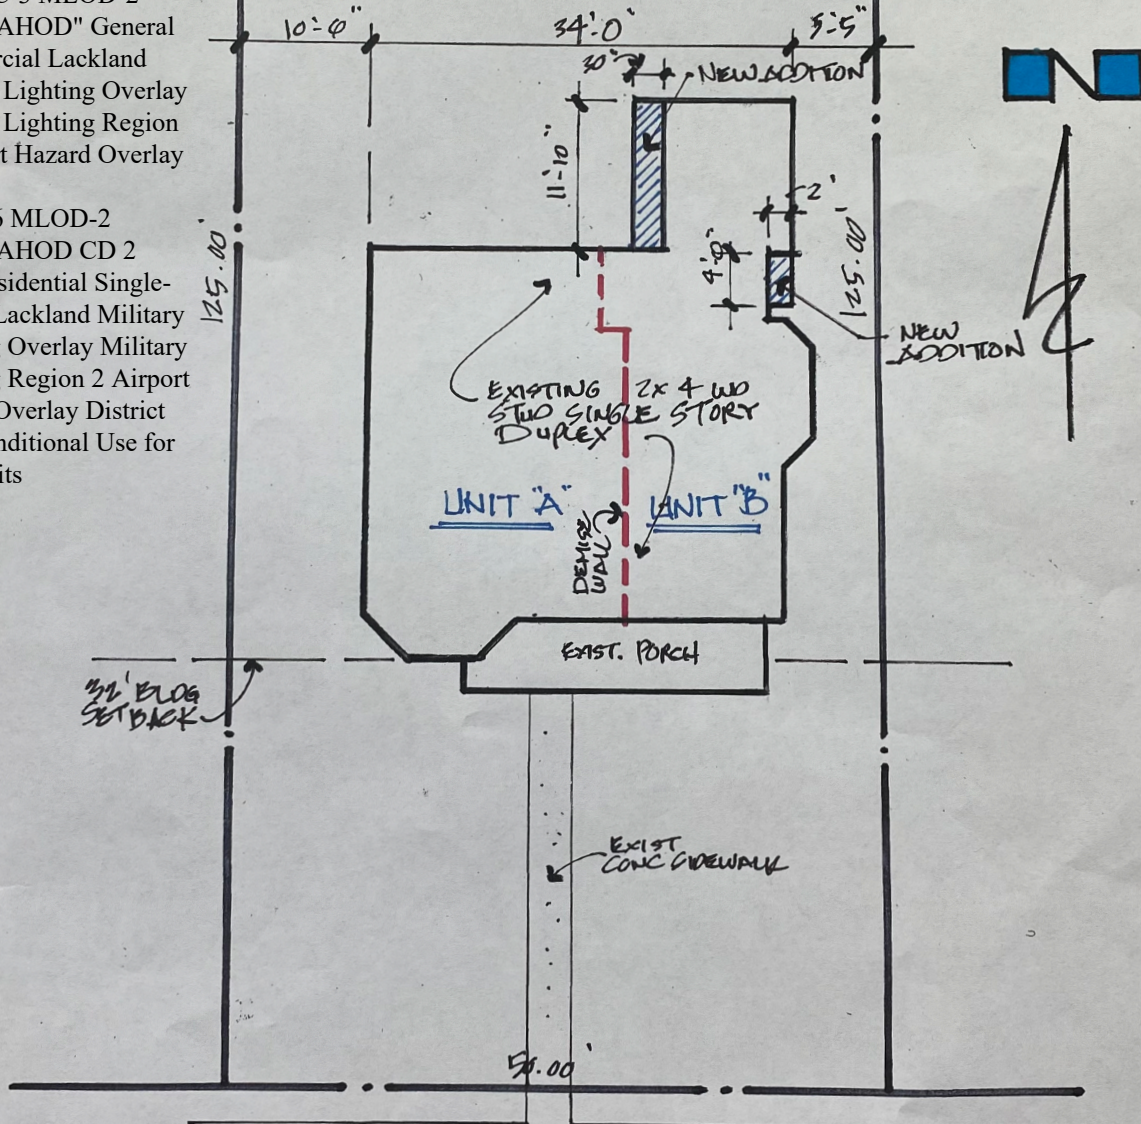 AHOD" General
rcial Lackland
Lighting Overlay
Lighting Region
t Hazard Overlay
MLOD-2
AHOD CD 2
sidential Single-
Lackland Military
Overlay Military
Region 2 Airport
Overlay District
nditional Use for
its
34'-0"
5'-5"
30"
NEW ADDITION
11'-10"
2'
4'-0"
125.00'
125.00'
NEW
ADDITION
EXISTING 2x4 WD
STUD SINGLE STORY
DUPLEX
UNIT "A"
UNIT "B"
DEMISE
WALL
EXIST. PORCH
32' BLDG
SETBACK
EXIST
CONC SIDEWALK
50.00'